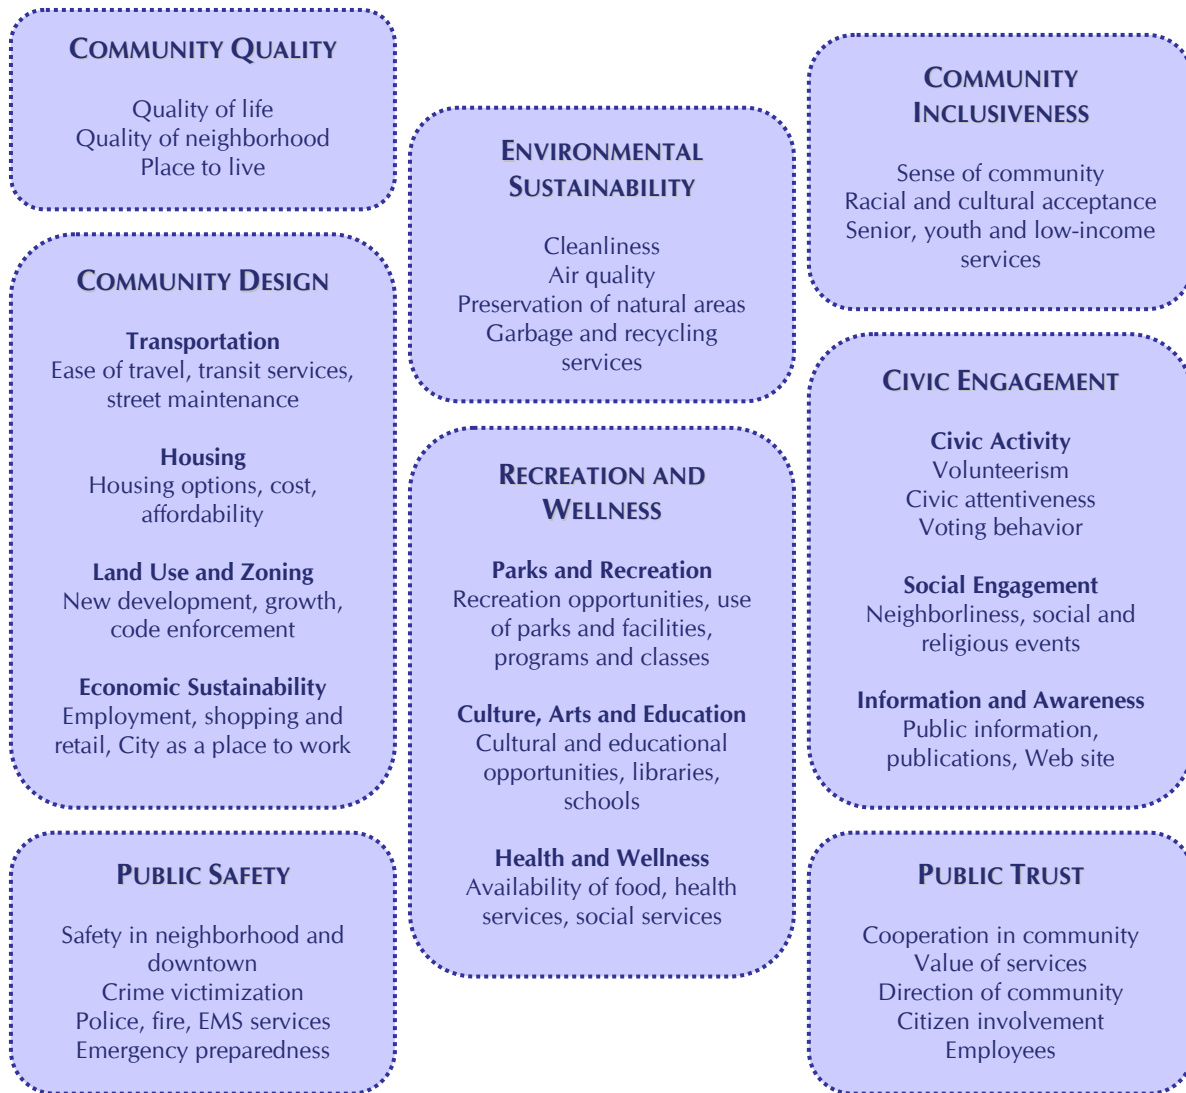 COMMUNITY QUALITY
Quality of life
Quality of neighborhood
Place to live
COMMUNITY DESIGN
Transportation
Ease of travel, transit services,
street maintenance
Housing
Housing options, cost,
affordability
Land Use and Zoning
New development, growth,
code enforcement
Economic Sustainability
Employment, shopping and
retail, City as a place to work
PUBLIC SAFETY
Safety in neighborhood and
downtown
Crime victimization
Police, fire, EMS services
Emergency preparedness
ENVIRONMENTAL
SUSTAINABILITY
Cleanliness
Air quality
Preservation of natural areas
Garbage and recycling
services
RECREATION AND
WELLNESS
Parks and Recreation
Recreation opportunities, use
of parks and facilities,
programs and classes
Culture, Arts and Education
Cultural and educational
opportunities, libraries,
schools
Health and Wellness
Availability of food, health
services, social services
COMMUNITY
INCLUSIVENESS
Sense of community
Racial and cultural acceptance
Senior, youth and low-income
services
CIVIC ENGAGEMENT
Civic Activity
Volunteerism
Civic attentiveness
Voting behavior
Social Engagement
Neighborliness, social and
religious events
Information and Awareness
Public information,
publications, Web site
PUBLIC TRUST
Cooperation in community
Value of services
Direction of community
Citizen involvement
Employees